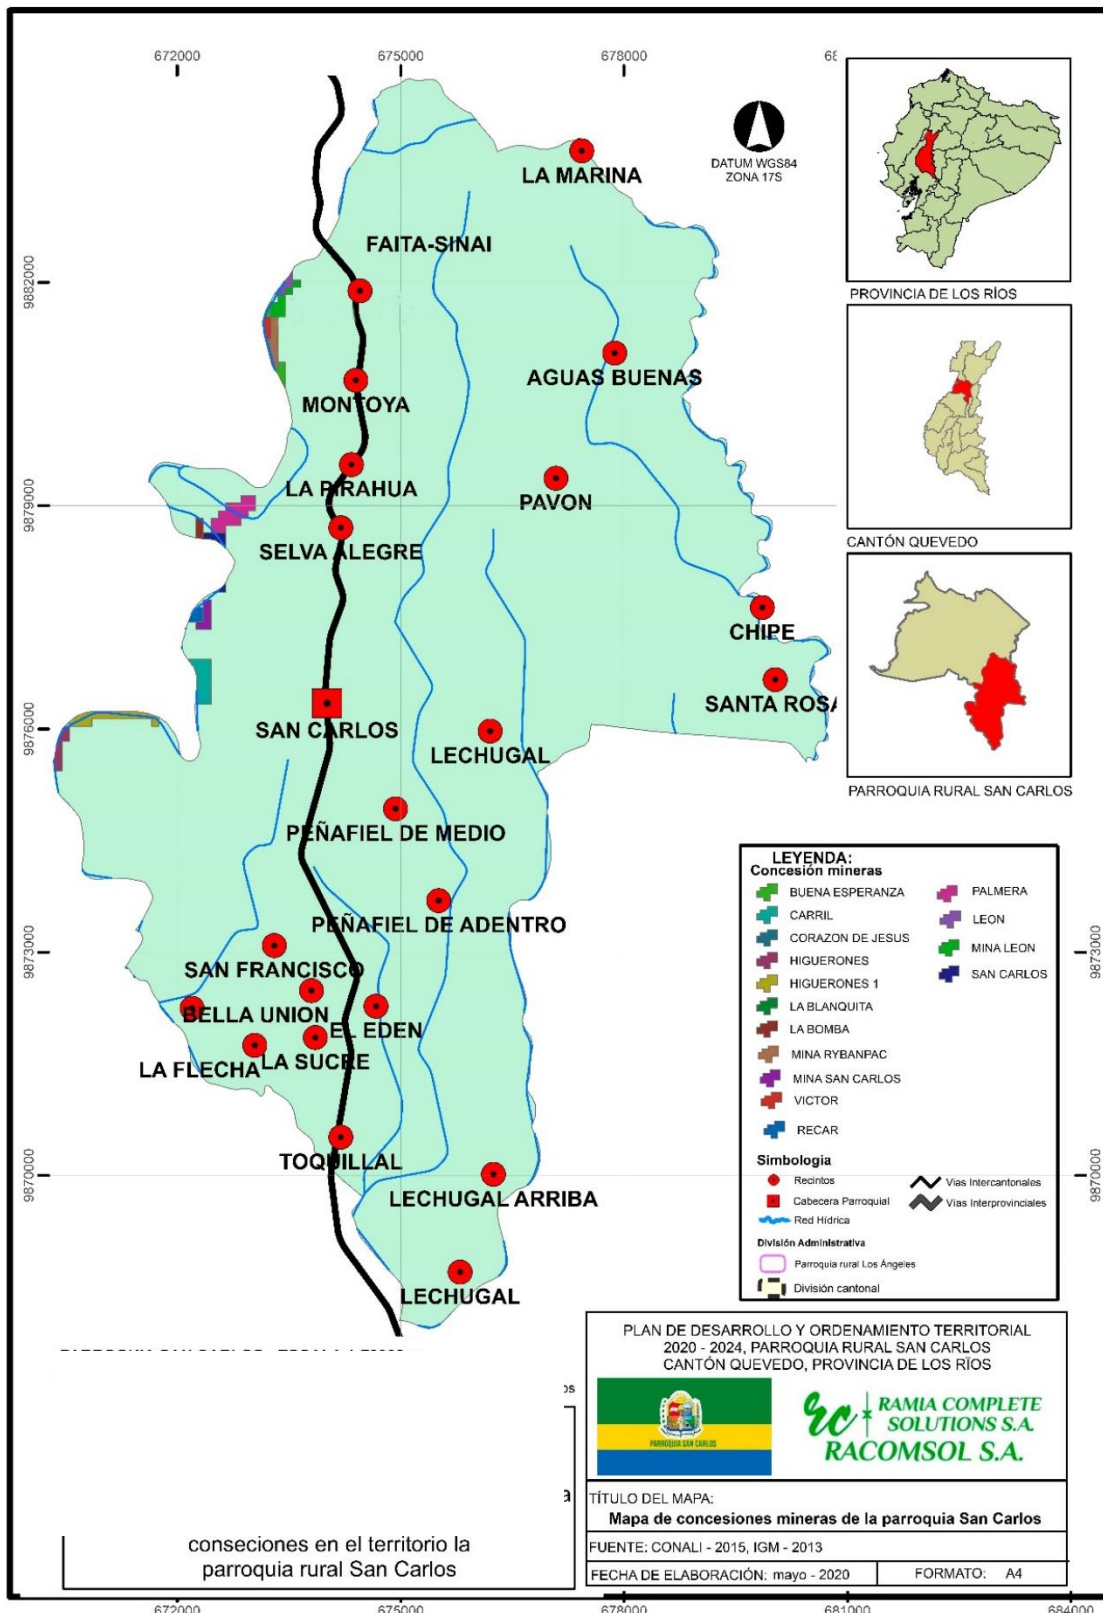 672000
675000
678000
9882000
9879000
9876000
9873000
9870000
DATUM WGS84
ZONA 17S
LA MARINA
FAITA-SINAI
AGUAS BUENAS
MONTOYA
LA PIRAHUA
PAVON
SELVA ALEGRE
CHIPE
SANTA ROSA
SAN CARLOS
LECHUGAL
PEÑAFIEL DE MEDIO
PEÑAFIEL DE ADENTRO
SAN FRANCISCO
BELLA UNION
EL EDEN
LA SUCRE
LA FLECHA
TOQUILLAL
LECHUGAL ARRIBA
LECHUGAL
PROVINCIA DE LOS RÍOS
CANTÓN QUEVEDO
PARROQUIA RURAL SAN CARLOS
LEYENDA:
Concesión mineras
BUENA ESPERANZA
CARRIL
CORAZON DE JESUS
HIGUERONES
HIGUERONES 1
LA BLANQUITA
LA BOMBA
MINA RYBANPAC
MINA SAN CARLOS
VICTOR
RECAR
PALMERA
LEON
MINA LEON
SAN CARLOS
Simbología
Recintos
Cabecera Parroquial
Red Hídrica
Vias Intercantonales
Vias Interprovinciales
División Administrativa
Parroquia rural Los Ángeles
División cantonal
9873000
9870000
PLAN DE DESARROLLO Y ORDENAMIENTO TERRITORIAL
2020 - 2024, PARROQUIA RURAL SAN CARLOS
CANTÓN QUEVEDO, PROVINCIA DE LOS RÏOS
PARROQUIA SAN CARLOS
rc RAMIA COMPLETE
SOLUTIONS S.A.
RACOMSOL S.A.
TÍTULO DEL MAPA:
Mapa de concesiones mineras de la parroquia San Carlos
FUENTE: CONALI - 2015, IGM - 2013
FECHA DE ELABORACIÓN: mayo - 2020
FORMATO: A4
conseciones en el territorio la
parroquia rural San Carlos
672000
675000
678000
681000
684000